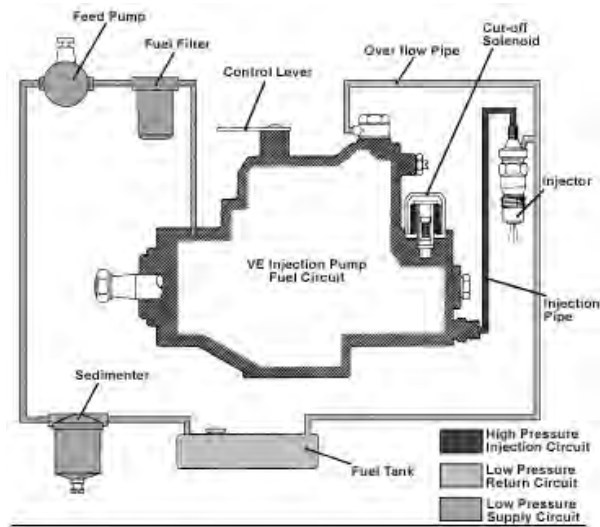 Feed Pump
Fuel Filter
Control Lever
Over flow Pipe
Cut-off
Solenoid
Injector
VE Injection Pump
Fuel Circuit
Injection
Pipe
Sedimenter
Fuel Tank
High Pressure
Injection Circuit
Low Pressure
Return Circuit
Low Pressure
Supply Circuit